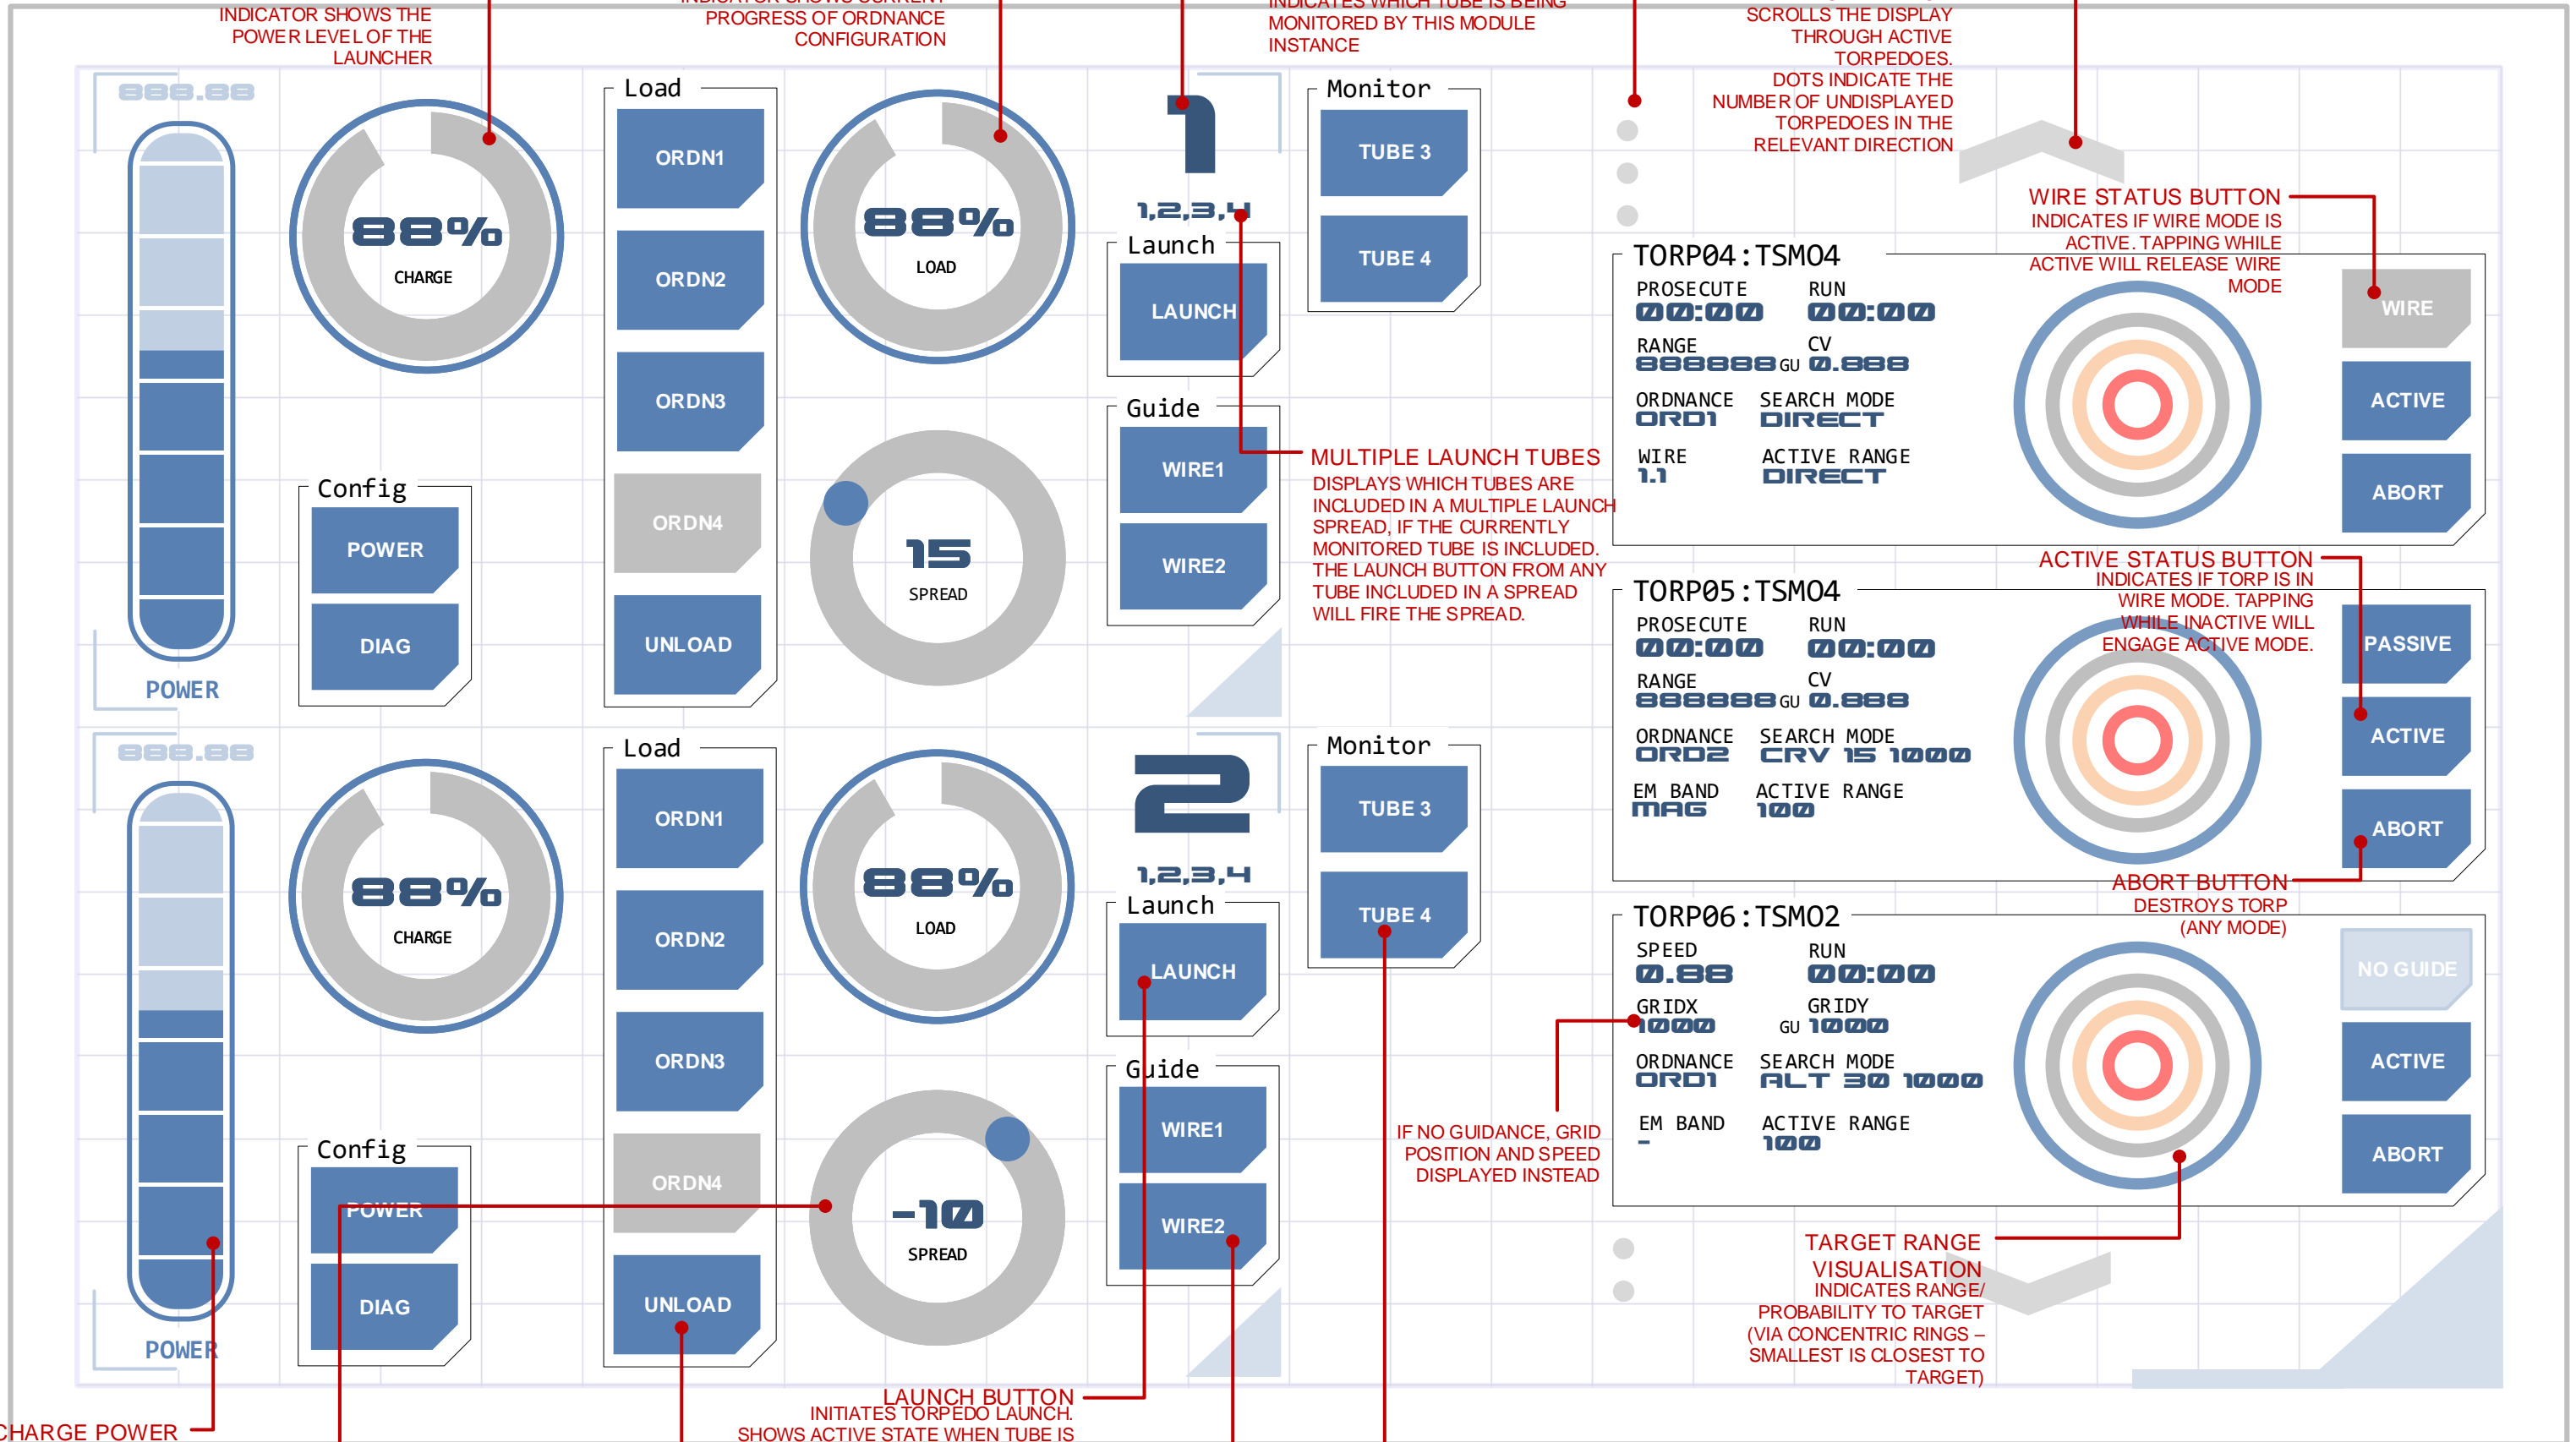 INDICATOR SHOWS THE
POWER LEVEL OF THE
LAUNCHER
INDICATOR SHOWS CURRENT
PROGRESS OF ORDNANCE
CONFIGURATION
INDICATES WHICH TUBE IS BEING
MONITORED BY THIS MODULE
INSTANCE
SCROLLS THE DISPLAY
THROUGH ACTIVE
TORPEDOES.
DOTS INDICATE THE
NUMBER OF UNDISPLAYED
TORPEDOES IN THE
RELEVANT DIRECTION
888.88
POWER
88%
CHARGE
Config
POWER
DIAG
Load
ORDN1
ORDN2
ORDN3
ORDN4
UNLOAD
88%
LOAD
15
SPREAD
1
1,2,3,4
Launch
LAUNCH
Guide
WIRE1
WIRE2
Monitor
TUBE 3
TUBE 4
MULTIPLE LAUNCH TUBES
DISPLAYS WHICH TUBES ARE
INCLUDED IN A MULTIPLE LAUNCH
SPREAD, IF THE CURRENTLY
MONITORED TUBE IS INCLUDED.
THE LAUNCH BUTTON FROM ANY
TUBE INCLUDED IN A SPREAD
WILL FIRE THE SPREAD.
WIRE STATUS BUTTON
INDICATES IF WIRE MODE IS
ACTIVE. TAPPING WHILE
ACTIVE WILL RELEASE WIRE
MODE
TORP04:TSMO4
PROSECUTE RUN
00:00 00:00
RANGE CV
888888 GU 0.888
ORDNANCE SEARCH MODE
ORD1 DIRECT
WIRE ACTIVE RANGE
1.1 DIRECT
WIRE
ACTIVE
ABORT
ACTIVE STATUS BUTTON
INDICATES IF TORP IS IN
WIRE MODE. TAPPING
WHILE INACTIVE WILL
ENGAGE ACTIVE MODE.
TORP05:TSMO4
PROSECUTE RUN
00:00 00:00
RANGE CV
888888 GU 0.888
ORDNANCE SEARCH MODE
ORD2 CRV 15 1000
EM BAND ACTIVE RANGE
MAG 100
PASSIVE
ACTIVE
ABORT
ABORT BUTTON
DESTROYS TORP
(ANY MODE)
TORP06:TSMO2
SPEED RUN
0.88 00:00
GRIDX GRIDY
1000 GU 1000
ORDNANCE SEARCH MODE
ORD1 ALT 30 1000
EM BAND ACTIVE RANGE
- 100
NO GUIDE
ACTIVE
ABORT
IF NO GUIDANCE, GRID
POSITION AND SPEED
DISPLAYED INSTEAD
TARGET RANGE
VISUALISATION
INDICATES RANGE/
PROBABILITY TO TARGET
(VIA CONCENTRIC RINGS –
SMALLEST IS CLOSEST TO
TARGET)
888.88
POWER
88%
CHARGE
Config
POWER
DIAG
Load
ORDN1
ORDN2
ORDN3
ORDN4
UNLOAD
88%
LOAD
-10
SPREAD
2
1,2,3,4
Launch
LAUNCH
Guide
WIRE1
WIRE2
Monitor
TUBE 3
TUBE 4
CHARGE POWER
LAUNCH BUTTON
INITIATES TORPEDO LAUNCH.
SHOWS ACTIVE STATE WHEN TUBE IS